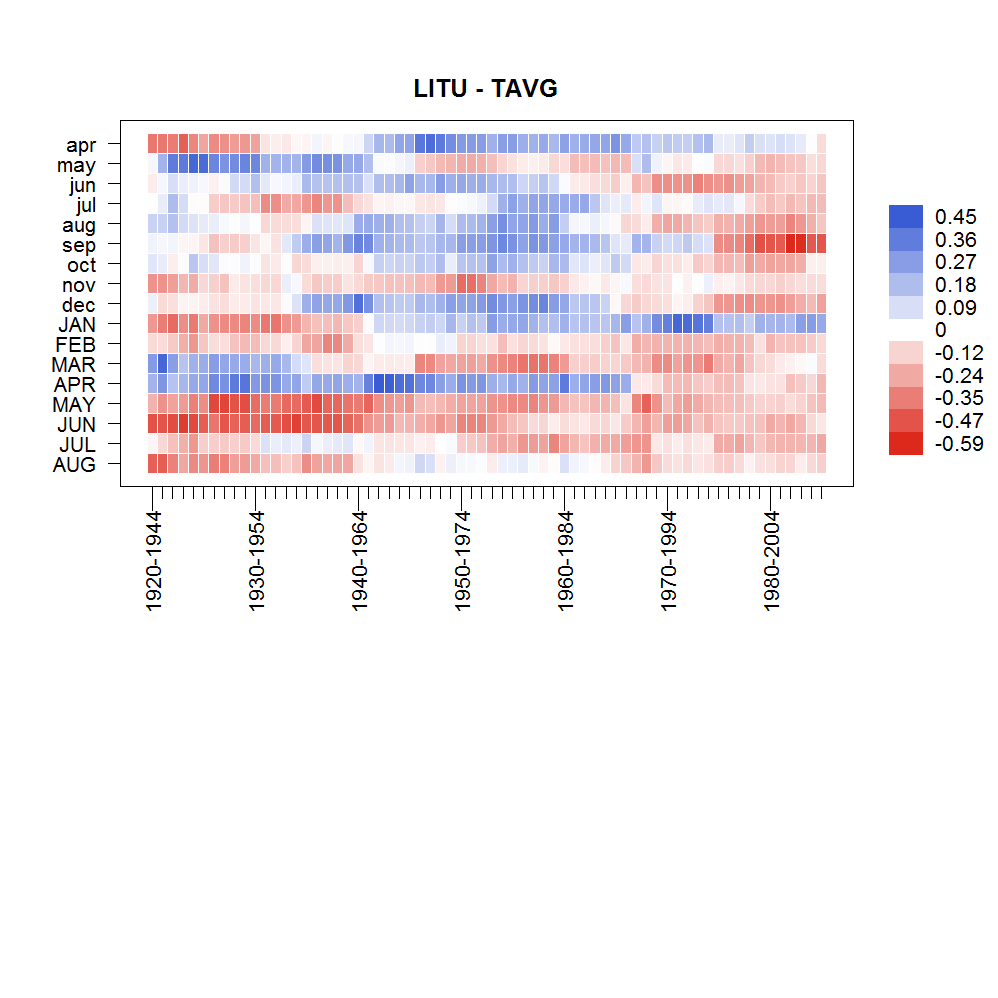 LITU - TAVG
apr
may
jun
jul
aug
sep
oct
nov
dec
JAN
FEB
MAR
APR
MAY
JUN
JUL
AUG
0.45
0.36
0.27
0.18
0.09
0
-0.12
-0.24
-0.35
-0.47
-0.59
1920-1944
1930-1954
1940-1964
1950-1974
1960-1984
1970-1994
1980-2004